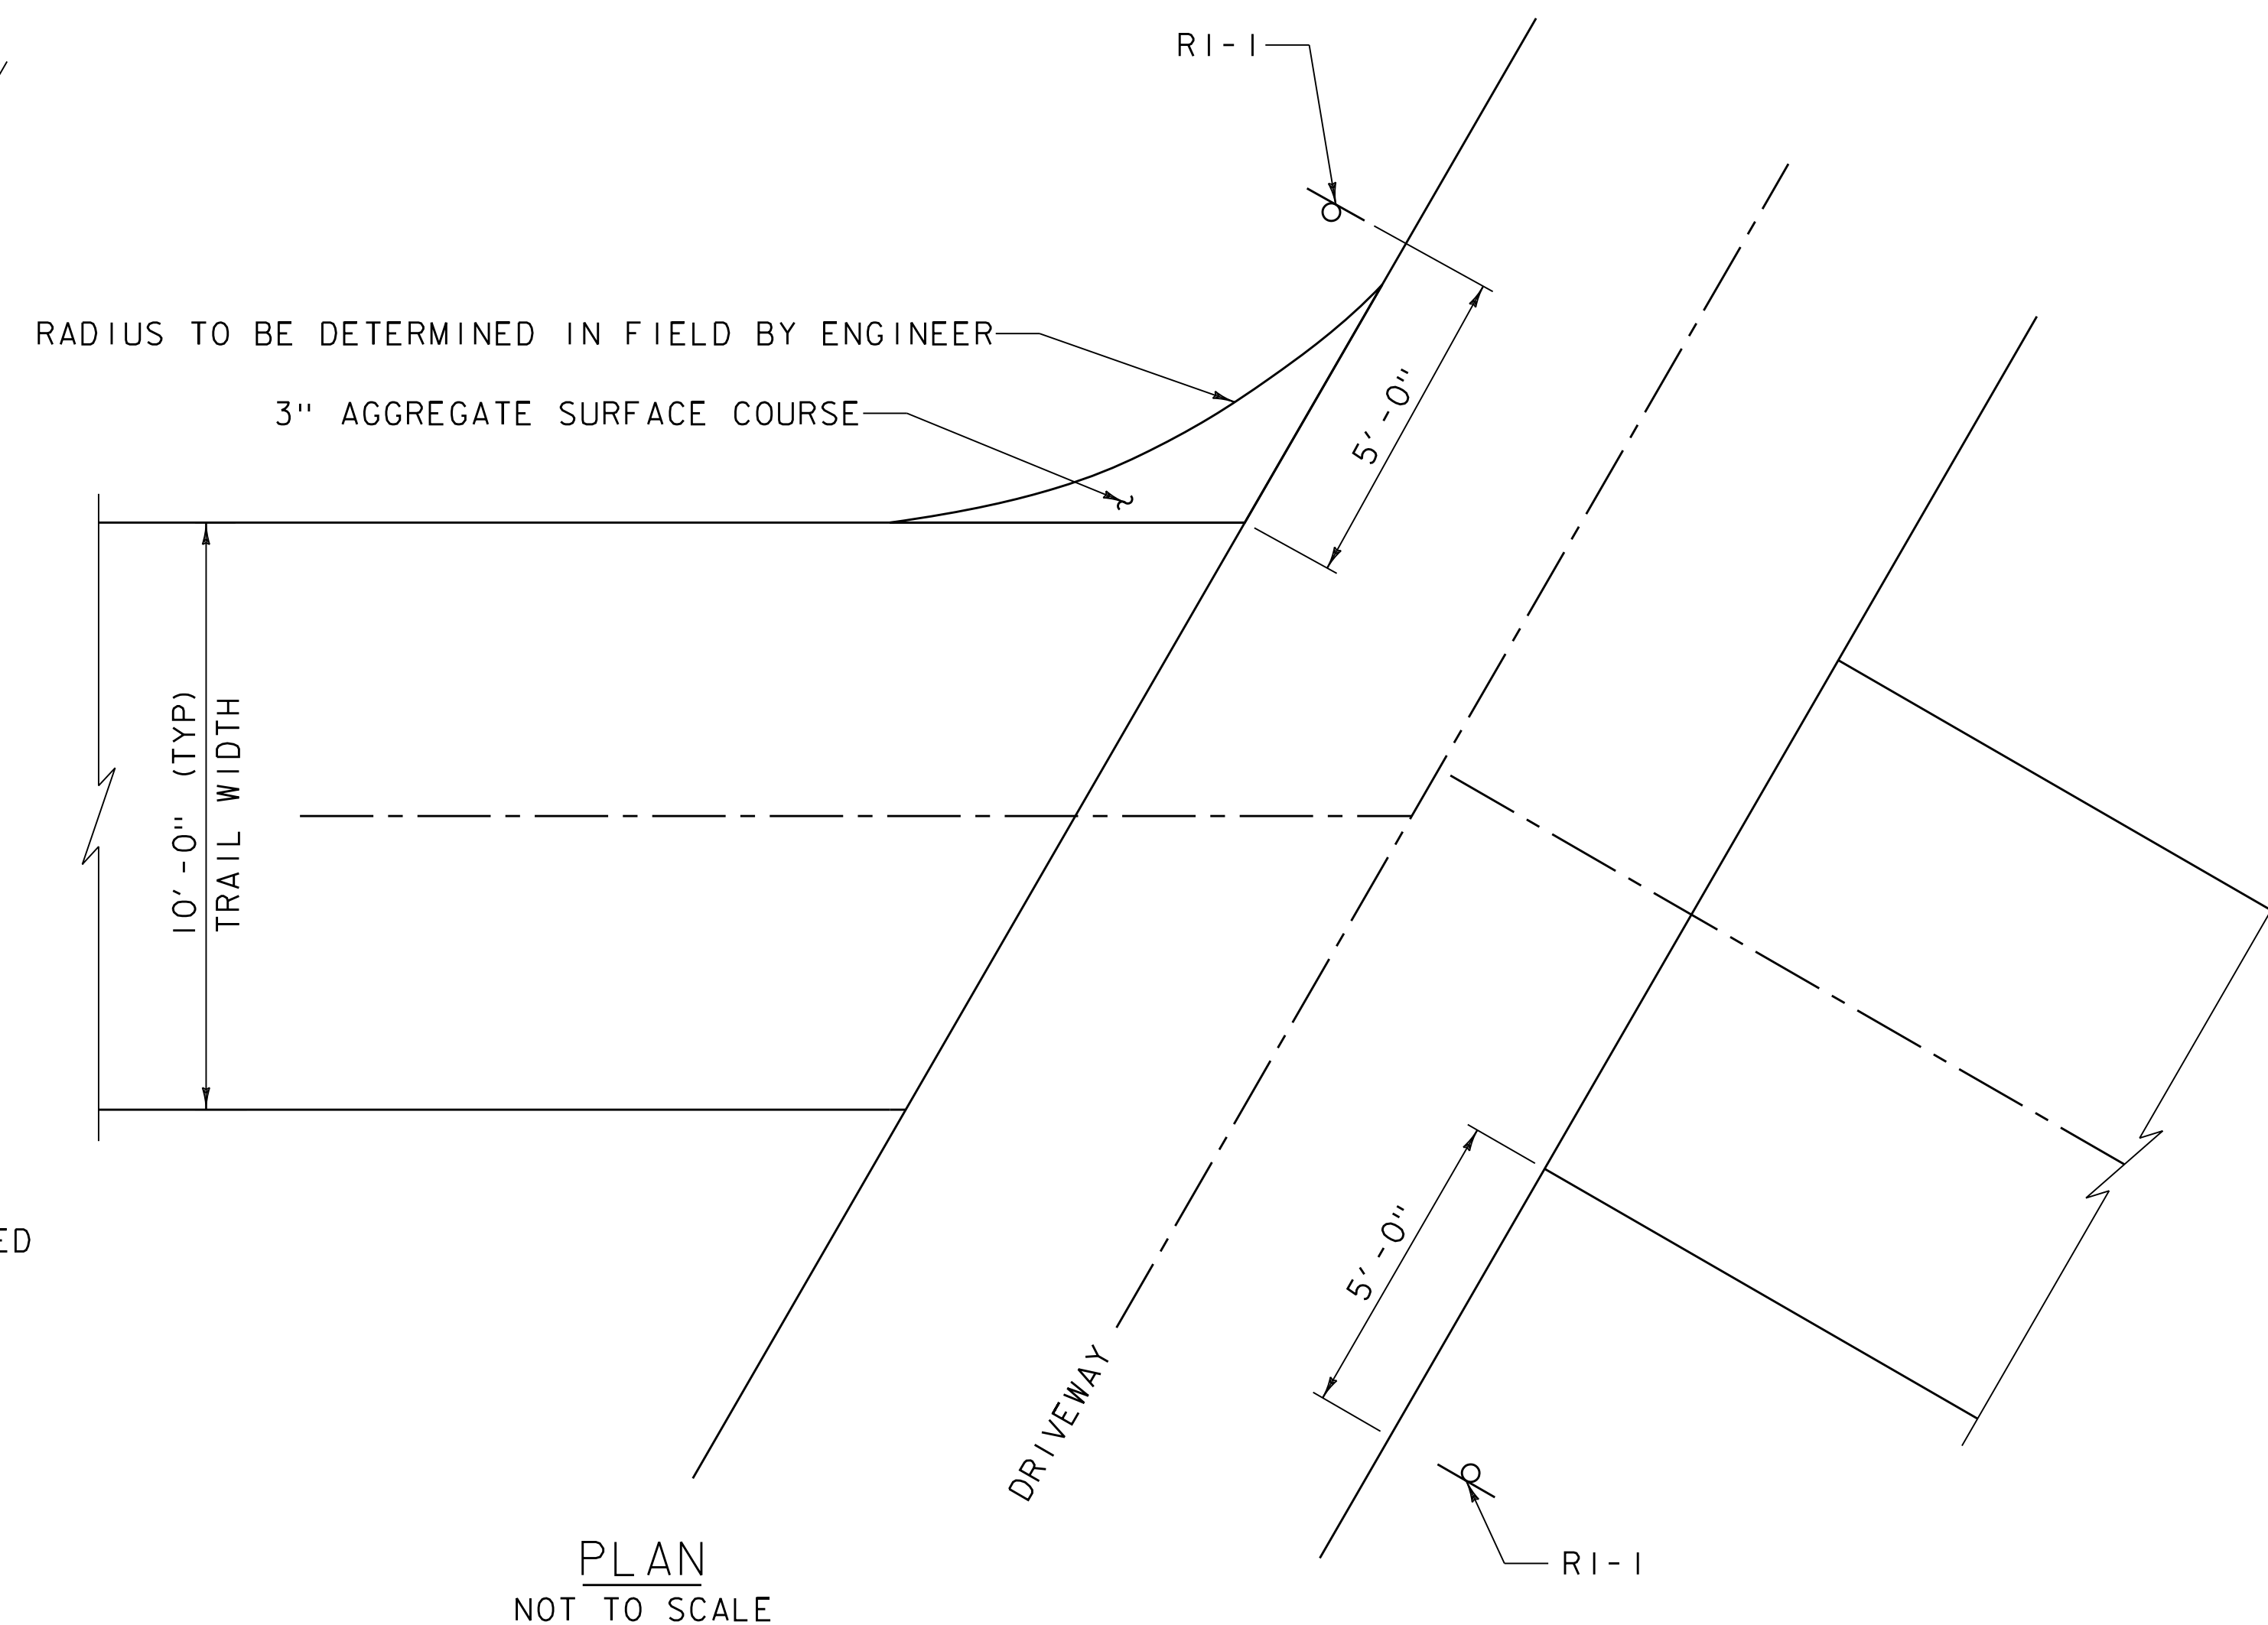 R1-1
RADIUS TO BE DETERMINED IN FIELD BY ENGINEER
3" AGGREGATE SURFACE COURSE
5'-0"
10'-0" (TYP)
TRAIL WIDTH
5'-0"
DRIVEWAY
R1-1
PLAN
NOT TO SCALE